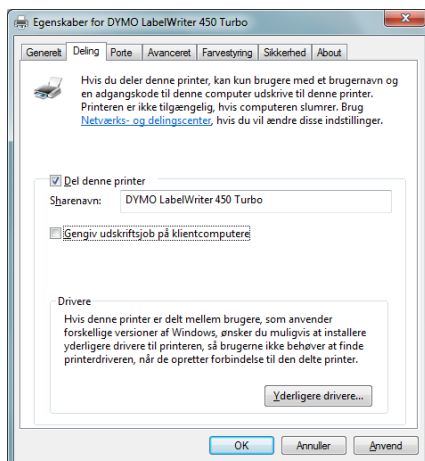 Egenskaber for DYMO LabelWriter 450 Turbo
Generelt Deling Porte Avanceret Farvestyring Sikkerhed About
Hvis du deler denne printer, kan kun brugere med et brugernavn og
en adgangskode til denne computer udskrive til denne printer.
Printeren er ikke tilgængelig, hvis computeren slumrer. Brug
Netværks- og delingscenter, hvis du vil ændre disse indstillinger.
Del denne printer
Sharenavn: DYMO LabelWriter 450 Turbo
Gengiv udskriftsjob på klientcomputere
Drivere
Hvis denne printer er delt mellem brugere, som anvender
forskellige versioner af Windows, ønsker du muligvis at installere
yderligere drivere til printeren, så brugerne ikke behøver at finde
printerdriveren, når de opretter forbindelse til den delte printer.
Yderligere drivere...
OK Annuller Anvend